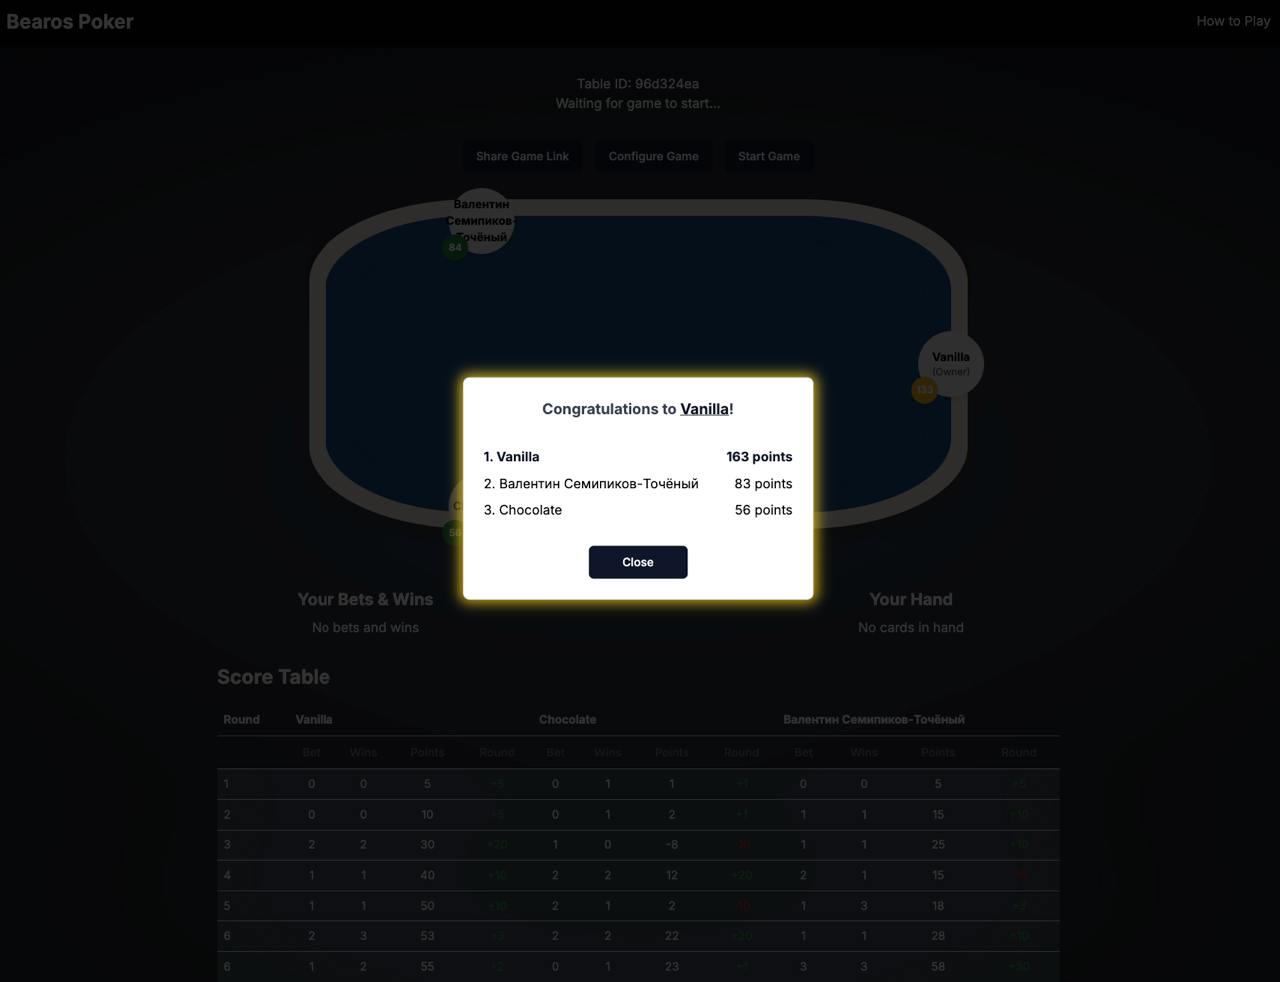 Bearos Poker
How to Play
Table ID: 96d324ea
Waiting for game to start...
Share Game Link Configure Game Start Game
Валентин
Семипиков-
Точёный
84
Vanilla
(Owner)
133
Congratulations to Vanilla!
1. Vanilla 163 points
2. Валентин Семипиков-Точёный 83 points
3. Chocolate 56 points
C
56
Close
Your Bets & Wins
No bets and wins
Your Hand
No cards in hand
Score Table
Round Vanilla Chocolate Валентин Семипиков-Точёный
Bet Wins Points Round Bet Wins Points Round Bet Wins Points Round
1 0 0 5 +5 0 1 1 +1 0 0 5 +5
2 0 0 10 +5 0 1 2 +1 1 1 15 +10
3 2 2 30 +20 1 0 -8 -10 1 1 25 +10
4 1 1 40 +10 2 2 12 +20 2 1 15 -10
5 1 1 50 +10 2 1 2 -10 1 3 18 +3
6 2 3 53 +3 2 2 22 +20 1 1 28 +10
6 1 2 55 +2 0 1 23 +1 3 3 58 +30